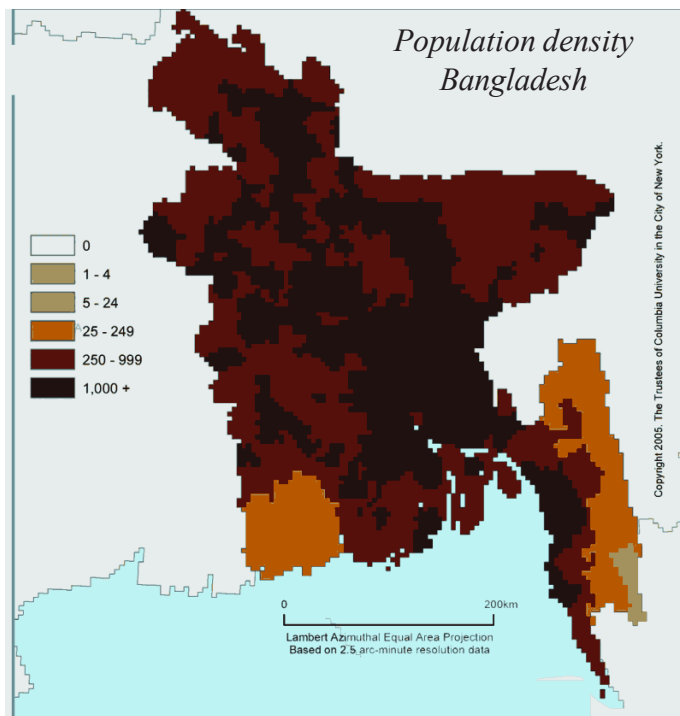 Population density
Bangladesh
0
1 - 4
5 - 24
25 - 249
250 - 999
1,000 +
Copyright 2005. The Trustees of Columbia University in the City of New York.
0
200km
Lambert Azimuthal Equal Area Projection
Based on 2.5 arc-minute resolution data